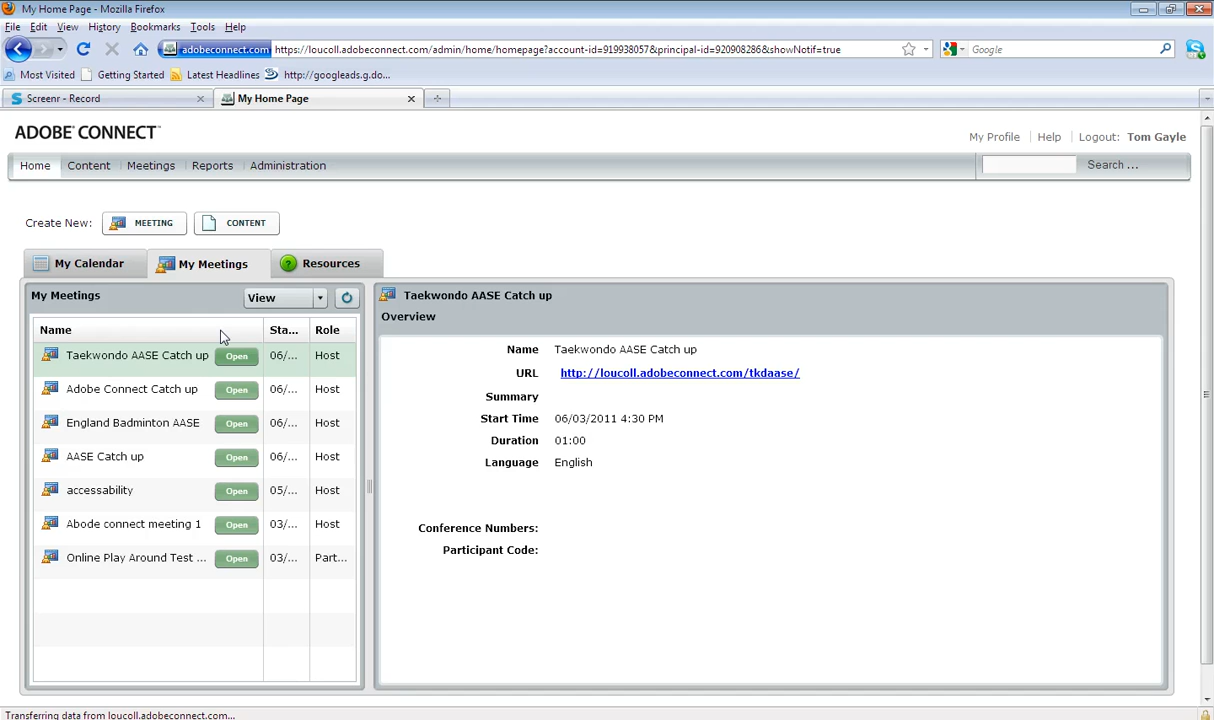 My Home Page - Mozilla Firefox
File Edit View History Bookmarks Tools Help
adobeconnect.com https://loucoll.adobeconnect.com/admin/home/homepage?account-id=919938057&principal-id=920908286&showNotif=true Google
Most Visited Getting Started Latest Headlines http://googleads.g.do...
Screenr - Record My Home Page
ADOBE® CONNECT™
My Profile Help Logout: Tom Gayle
Home Content Meetings Reports Administration Search ...
Create New: MEETING CONTENT
My Calendar My Meetings Resources
My Meetings View Taekwondo AASE Catch up
Overview
Name Sta... Role
Taekwondo AASE Catch up Open 06/... Host
Adobe Connect Catch up Open 06/... Host
England Badminton AASE Open 06/... Host
AASE Catch up Open 06/... Host
accessability Open 05/... Host
Abode connect meeting 1 Open 03/... Host
Online Play Around Test ... Open 03/... Part...
Name Taekwondo AASE Catch up
URL http://loucoll.adobeconnect.com/tkdaase/
Summary
Start Time 06/03/2011 4:30 PM
Duration 01:00
Language English
Conference Numbers:
Participant Code:
Transferring data from loucoll.adobeconnect.com...